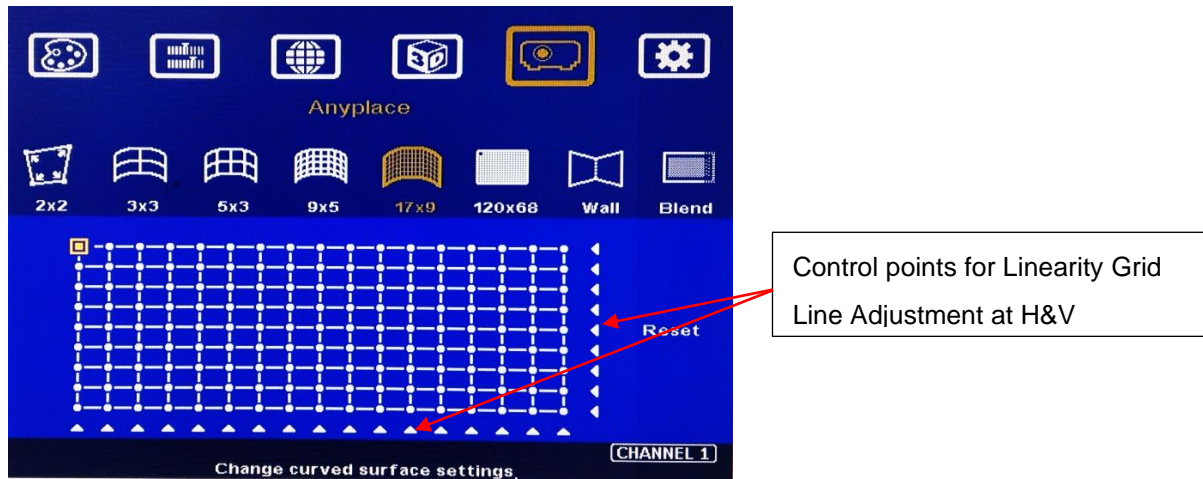 3D
Anyplace
2x2 3x3 5x3 9x5 17x9 120x68 Wall Blend
Control points for Linearity Grid
Line Adjustment at H&V
Reset
CHANNEL 1
Change curved surface settings.